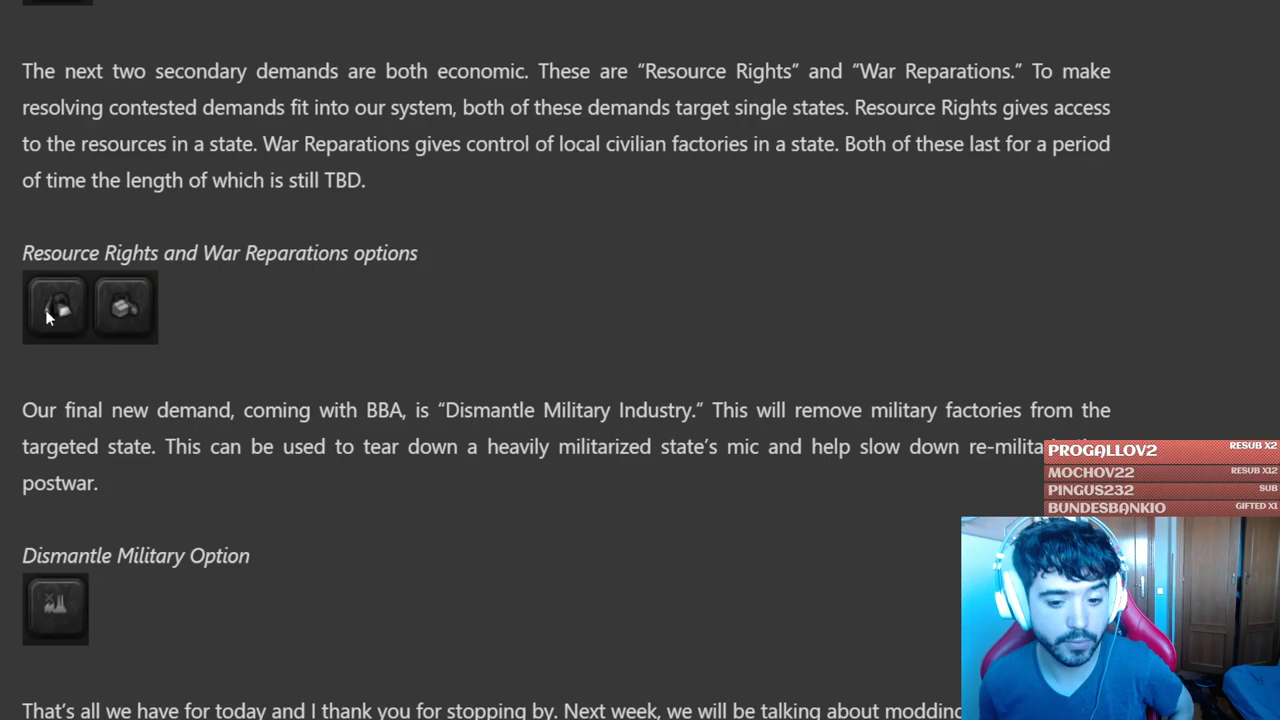 The next two secondary demands are both economic. These are “Resource Rights” and “War Reparations.” To make
resolving contested demands fit into our system, both of these demands target single states. Resource Rights gives access
to the resources in a state. War Reparations gives control of local civilian factories in a state. Both of these last for a period
of time the length of which is still TBD.
Resource Rights and War Reparations options
Our final new demand, coming with BBA, is “Dismantle Military Industry.” This will remove military factories from the
targeted state. This can be used to tear down a heavily militarized state’s mic and help slow down
postwar.
Dismantle Military Option
That’s all we have for today and I thank you for stopping by. Next week, we will be talking about modding
PROGALLOV2 RESUB X2
MOCHOV22 RESUB X12
PINGUS232 SUB
BUNDESBANKIO GIFTED X1